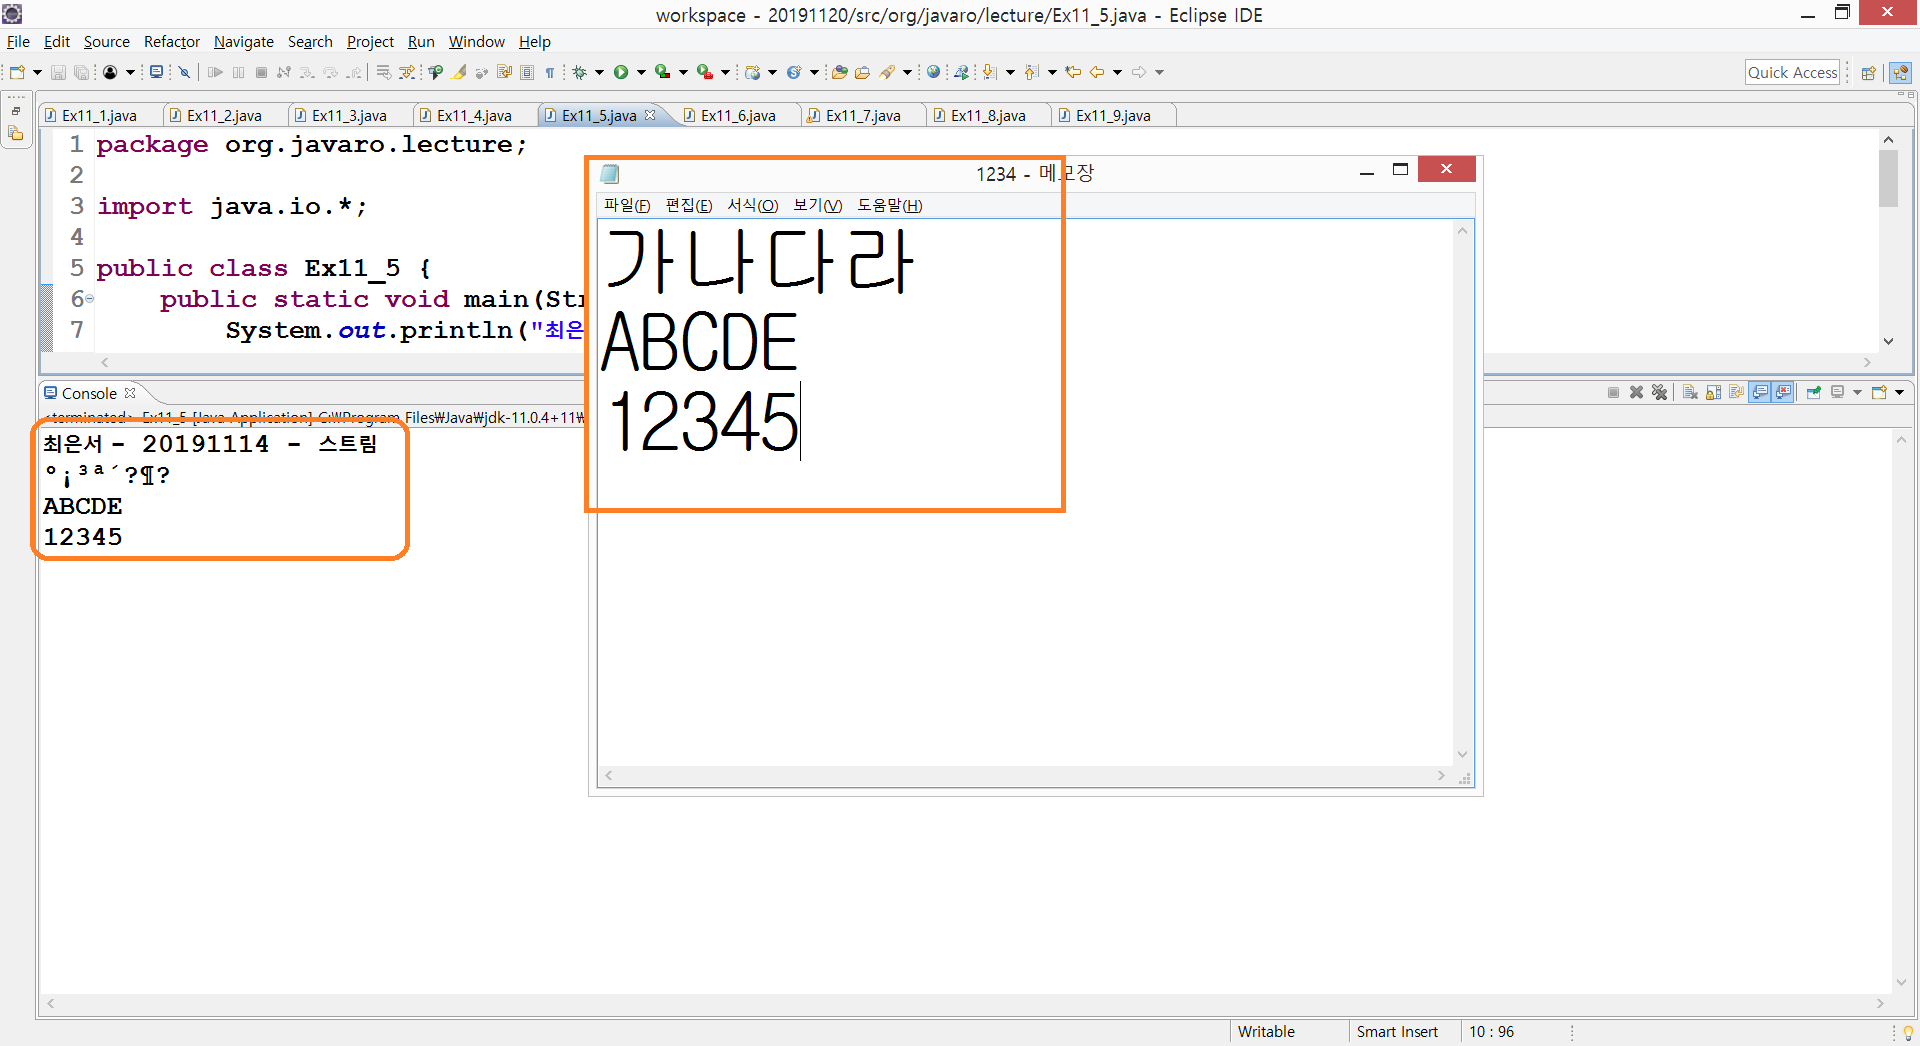 workspace - 20191120/src/org/javaro/lecture/Ex11_5.java - Eclipse IDE
File Edit Source Refactor Navigate Search Project Run Window Help
Quick Access
Ex11_1.java Ex11_2.java Ex11_3.java Ex11_4.java Ex11_5.java Ex11_6.java Ex11_7.java Ex11_8.java Ex11_9.java
1 package org.javaro.lecture;
2
3 import java.io.*;
4
5 public class Ex11_5 {
6 public static void main(Str
7 System.out.println("최은
1234 - 메모장
파일(F) 편집(E) 서식(O) 보기(V) 도움말(H)
가나다라
ABCDE
12345
Console
<terminated> Ex11_5 [Java Application] C:₩Program Files₩Java₩jdk-11.0.4+11₩
최은서 - 20191114 - 스트림
°¡³ª´?¶?
ABCDE
12345
Writable Smart Insert 10 : 96